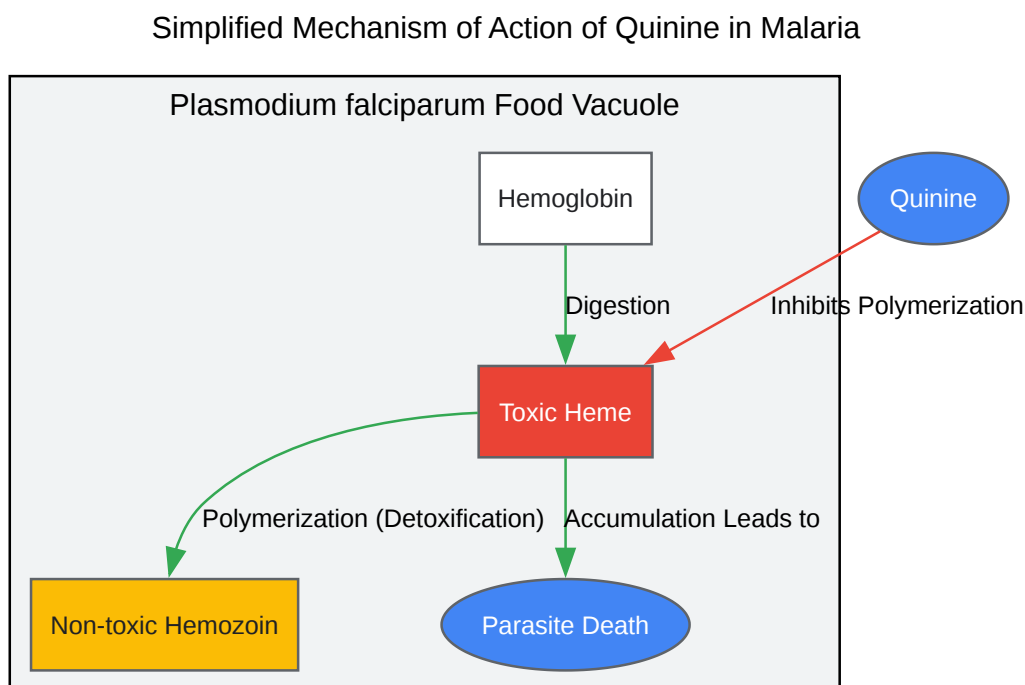 Simplified Mechanism of Action of Quinine in Malaria
Plasmodium falciparum Food Vacuole
Hemoglobin
Quinine
Digestion
Inhibits Polymerization
Toxic Heme
Polymerization (Detoxification)
Accumulation Leads to
Non-toxic Hemozoin
Parasite Death